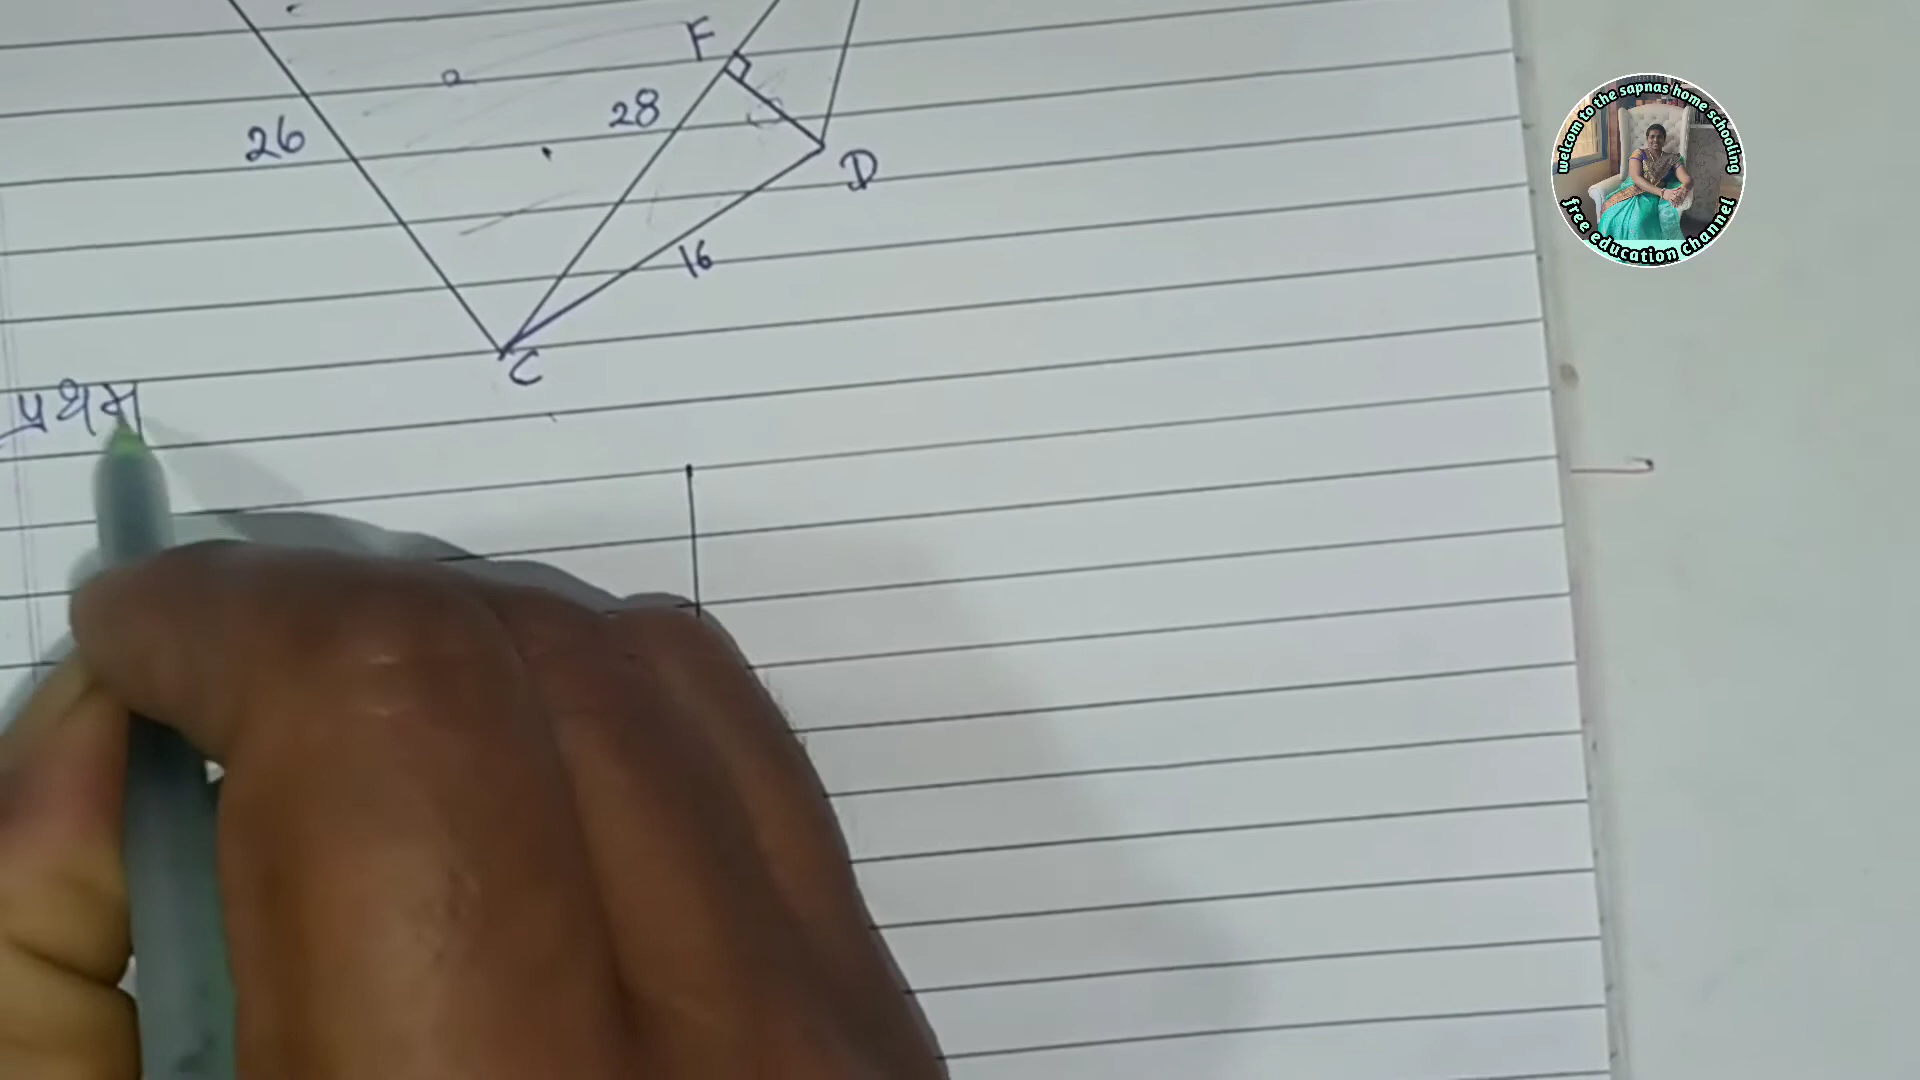 F
28
26
D
16
C
प्रथम
welcom to the sapnas home schooling
free education channel